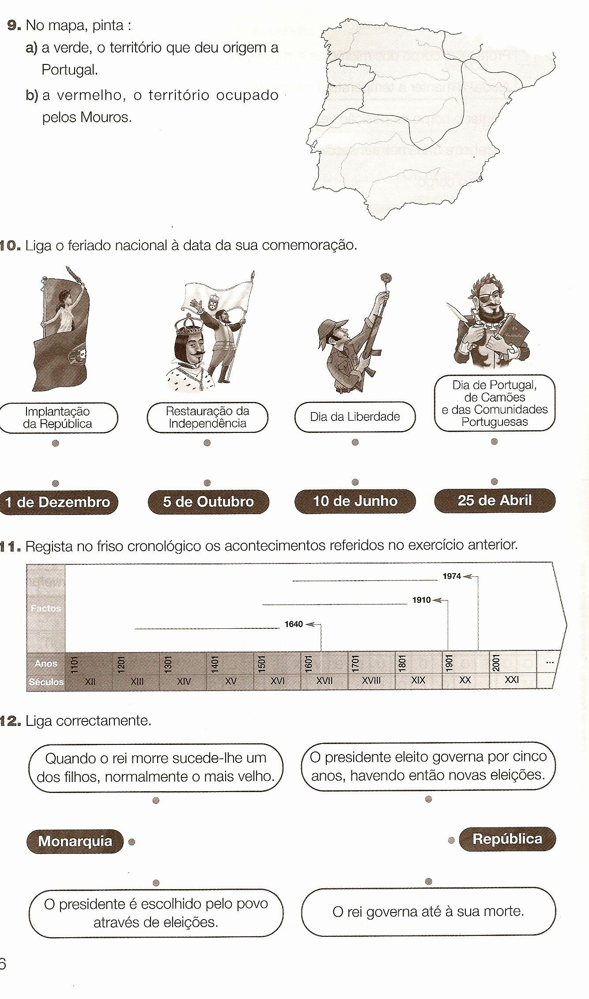 9. No mapa, pinta :
a) a verde, o território que deu origem a
Portugal.
b) a vermelho, o território ocupado
pelos Mouros.
10. Liga o feriado nacional à data da sua comemoração.
Os
Lusíadas
Implantação
da República
Restauração da
Independência
Dia da Liberdade
Dia de Portugal,
de Camões
e das Comunidades
Portuguesas
1 de Dezembro
5 de Outubro
10 de Junho
25 de Abril
11. Regista no friso cronológico os acontecimentos referidos no exercício anterior.
Factos
1974
1910
1640
Anos 1101 1201 1301 1401 1501 1601 1701 1801 1901 2001 ...
Séculos XII XIII XIV XV XVI XVII XVIII XIX XX XXI
12. Liga correctamente.
Quando o rei morre sucede-lhe um
dos filhos, normalmente o mais velho.
O presidente eleito governa por cinco
anos, havendo então novas eleições.
Monarquia
República
O presidente é escolhido pelo povo
através de eleições.
O rei governa até à sua morte.
6